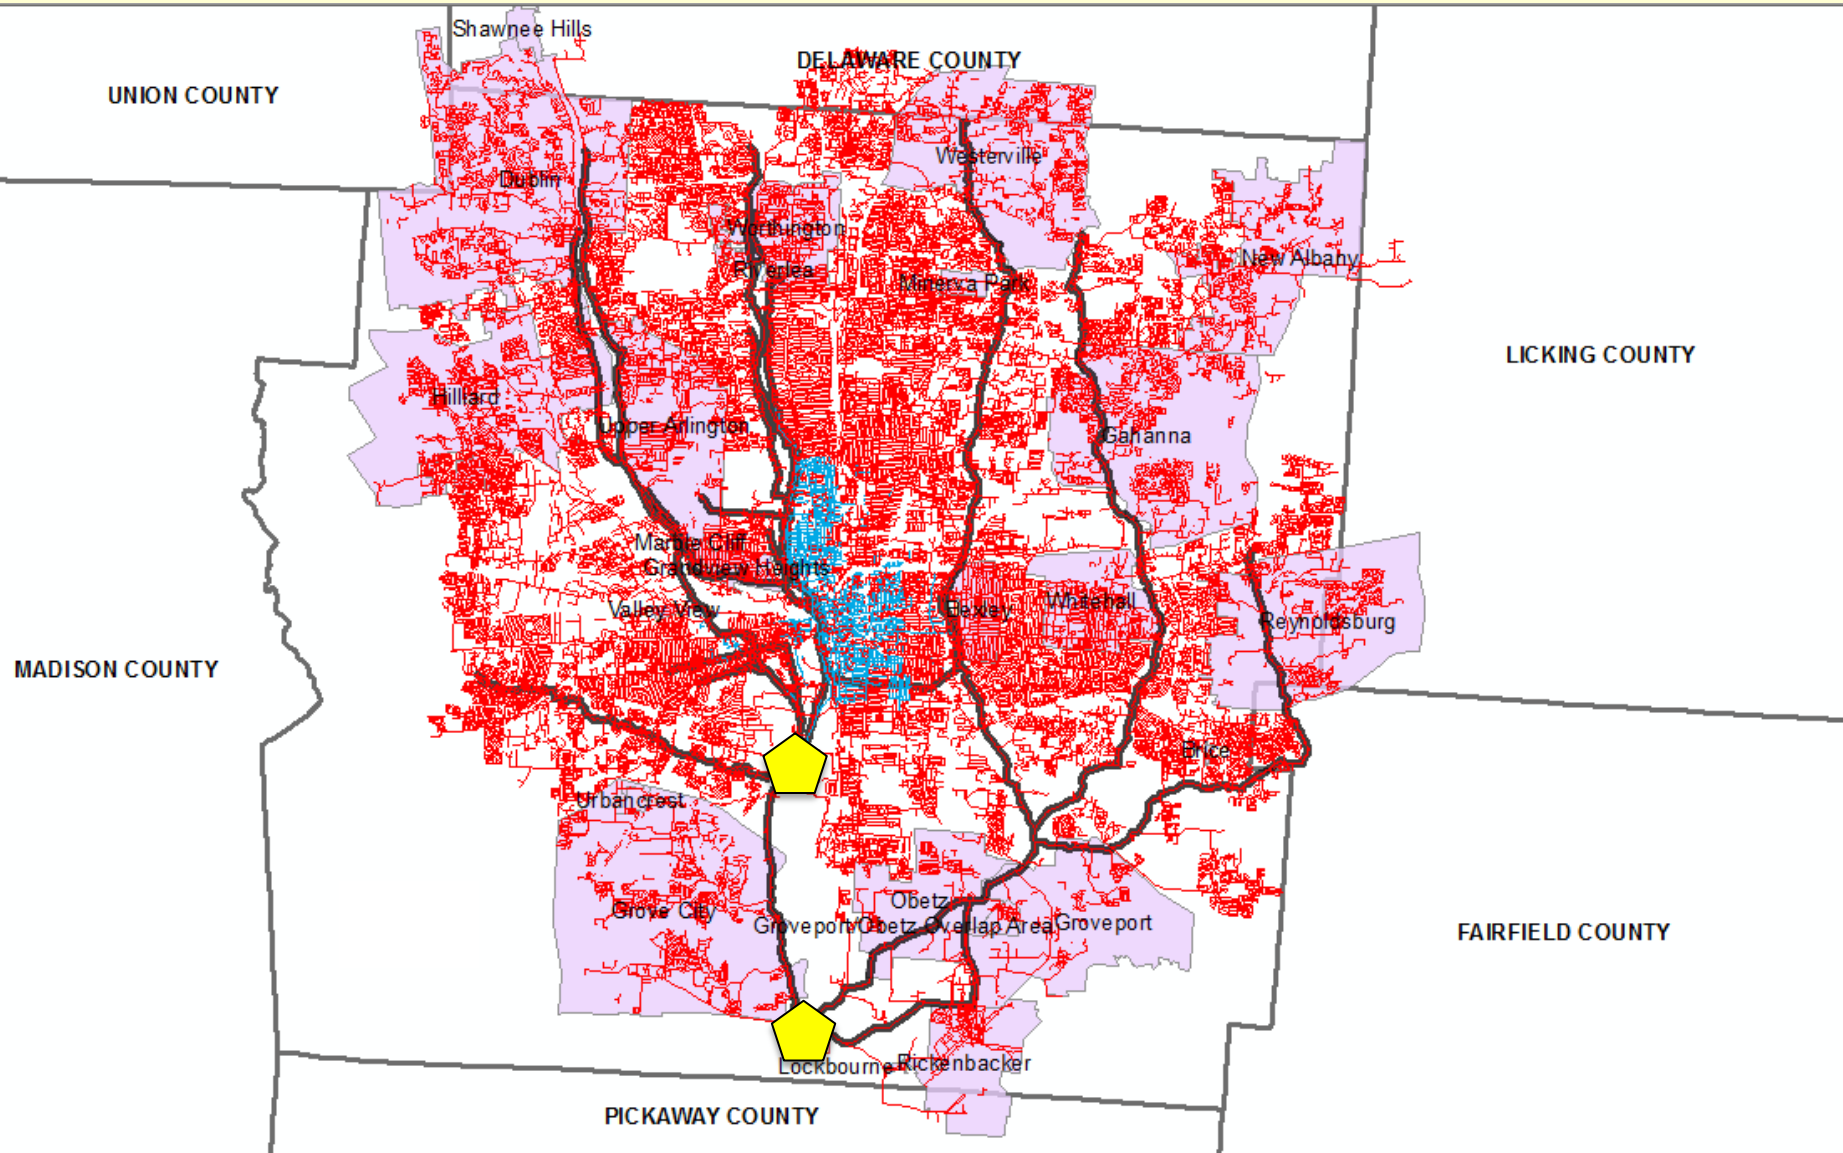 Shawnee Hills
DELAWARE COUNTY
UNION COUNTY
Westerville
Dublin
Worthington
New Albany
Riverlea
Minerva Park
LICKING COUNTY
Hilliard
Upper Arlington
Gahanna
Marble Cliff
Grandview Heights
Valley View
Bexley
Whitehall
Reynoldsburg
MADISON COUNTY
Brice
Urbancrest
Obetz
Grove City
Groveport/Obetz Overlap Area
Groveport
FAIRFIELD COUNTY
Lockbourne
Rickenbacker
PICKAWAY COUNTY